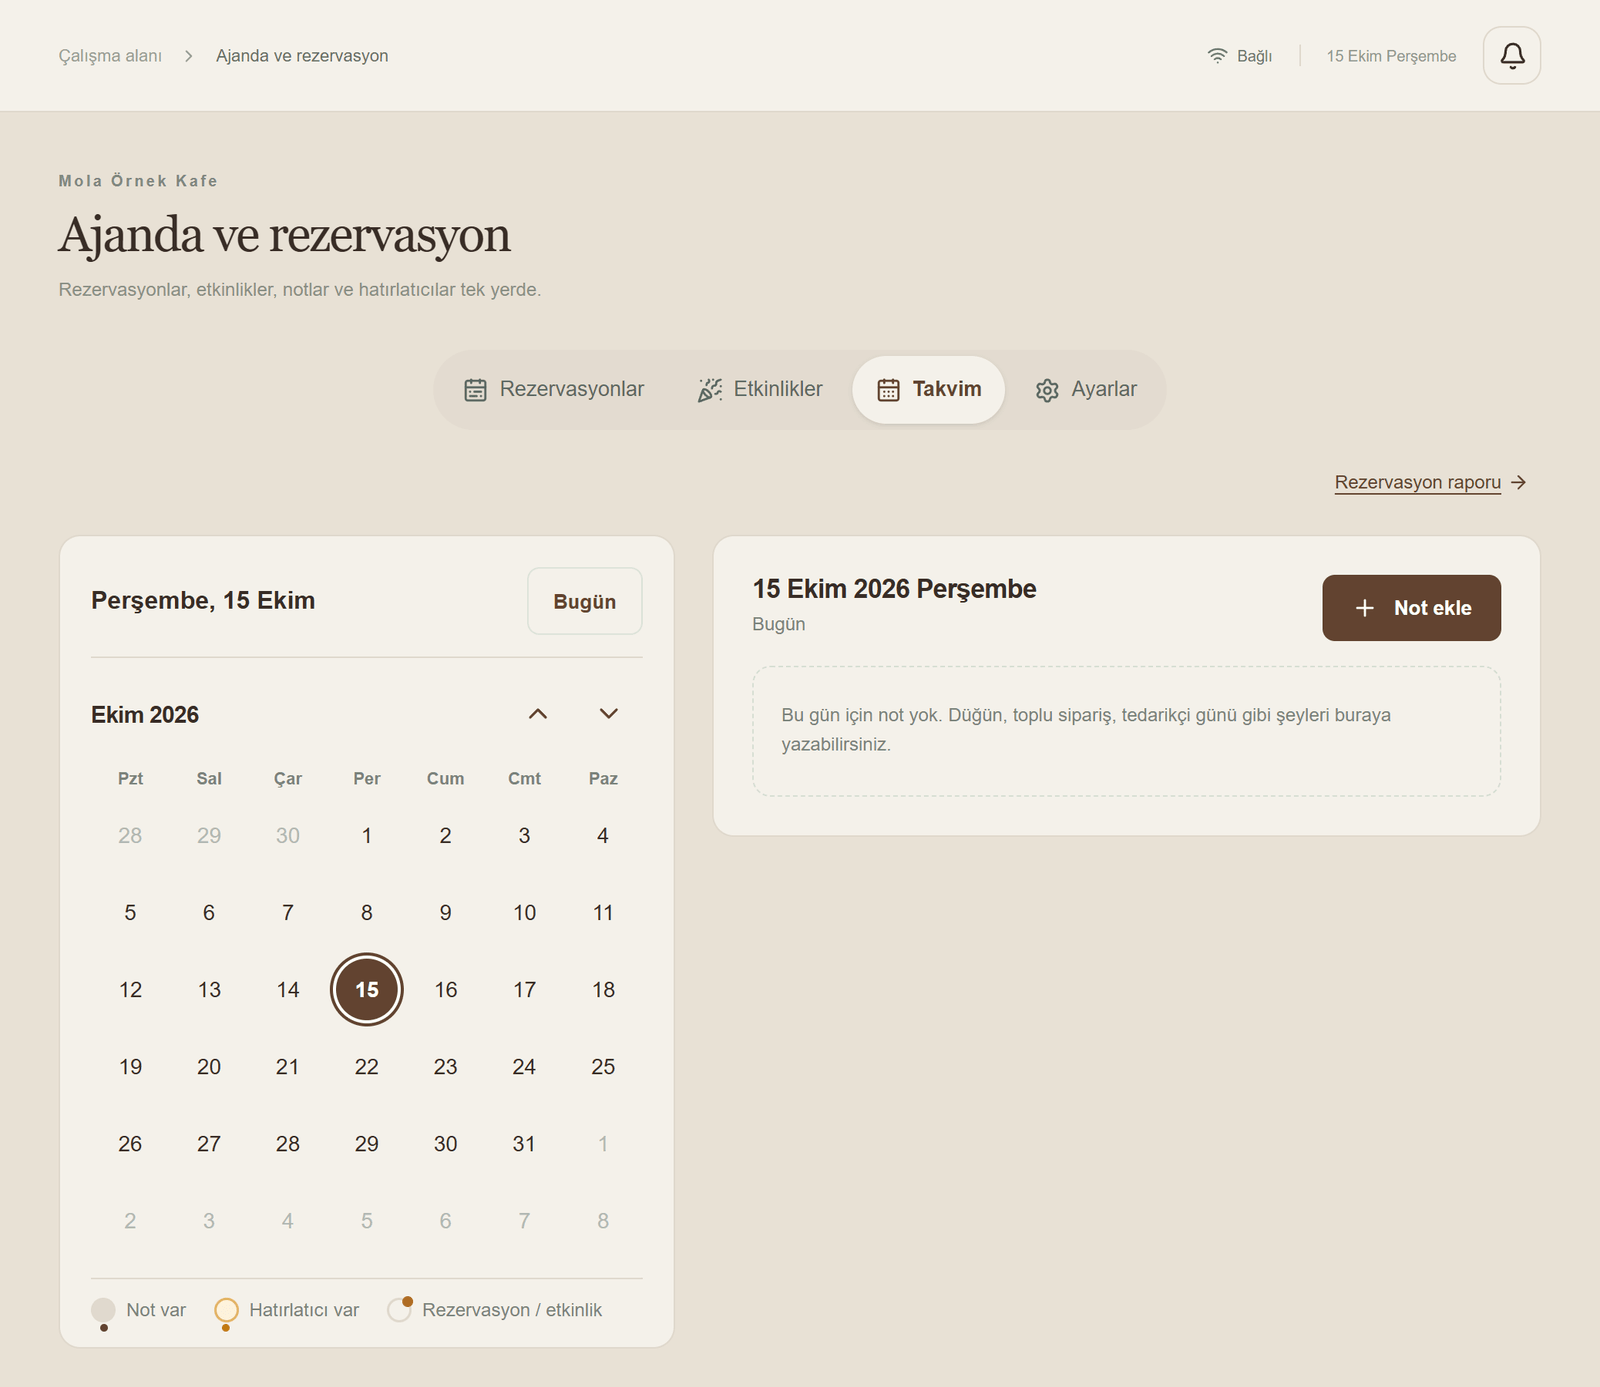 Çalışma alanı
Ajanda ve rezervasyon
Bağlı
15 Ekim Perşembe
Mola Örnek Kafe
Ajanda ve rezervasyon
Rezervasyonlar, etkinlikler, notlar ve hatırlatıcılar tek yerde.
Rezervasyonlar
Etkinlikler
Takvim
Ayarlar
Rezervasyon raporu
Perşembe, 15 Ekim
Bugün
Ekim 2026
Pzt Sal Çar Per Cum Cmt Paz
28 29 30 1 2 3 4
5 6 7 8 9 10 11
12 13 14 15 16 17 18
19 20 21 22 23 24 25
26 27 28 29 30 31 1
2 3 4 5 6 7 8
Not var
Hatırlatıcı var
Rezervasyon / etkinlik
15 Ekim 2026 Perşembe
Bugün
Not ekle
Bu gün için not yok. Düğün, toplu sipariş, tedarikçi günü gibi şeyleri buraya
yazabilirsiniz.